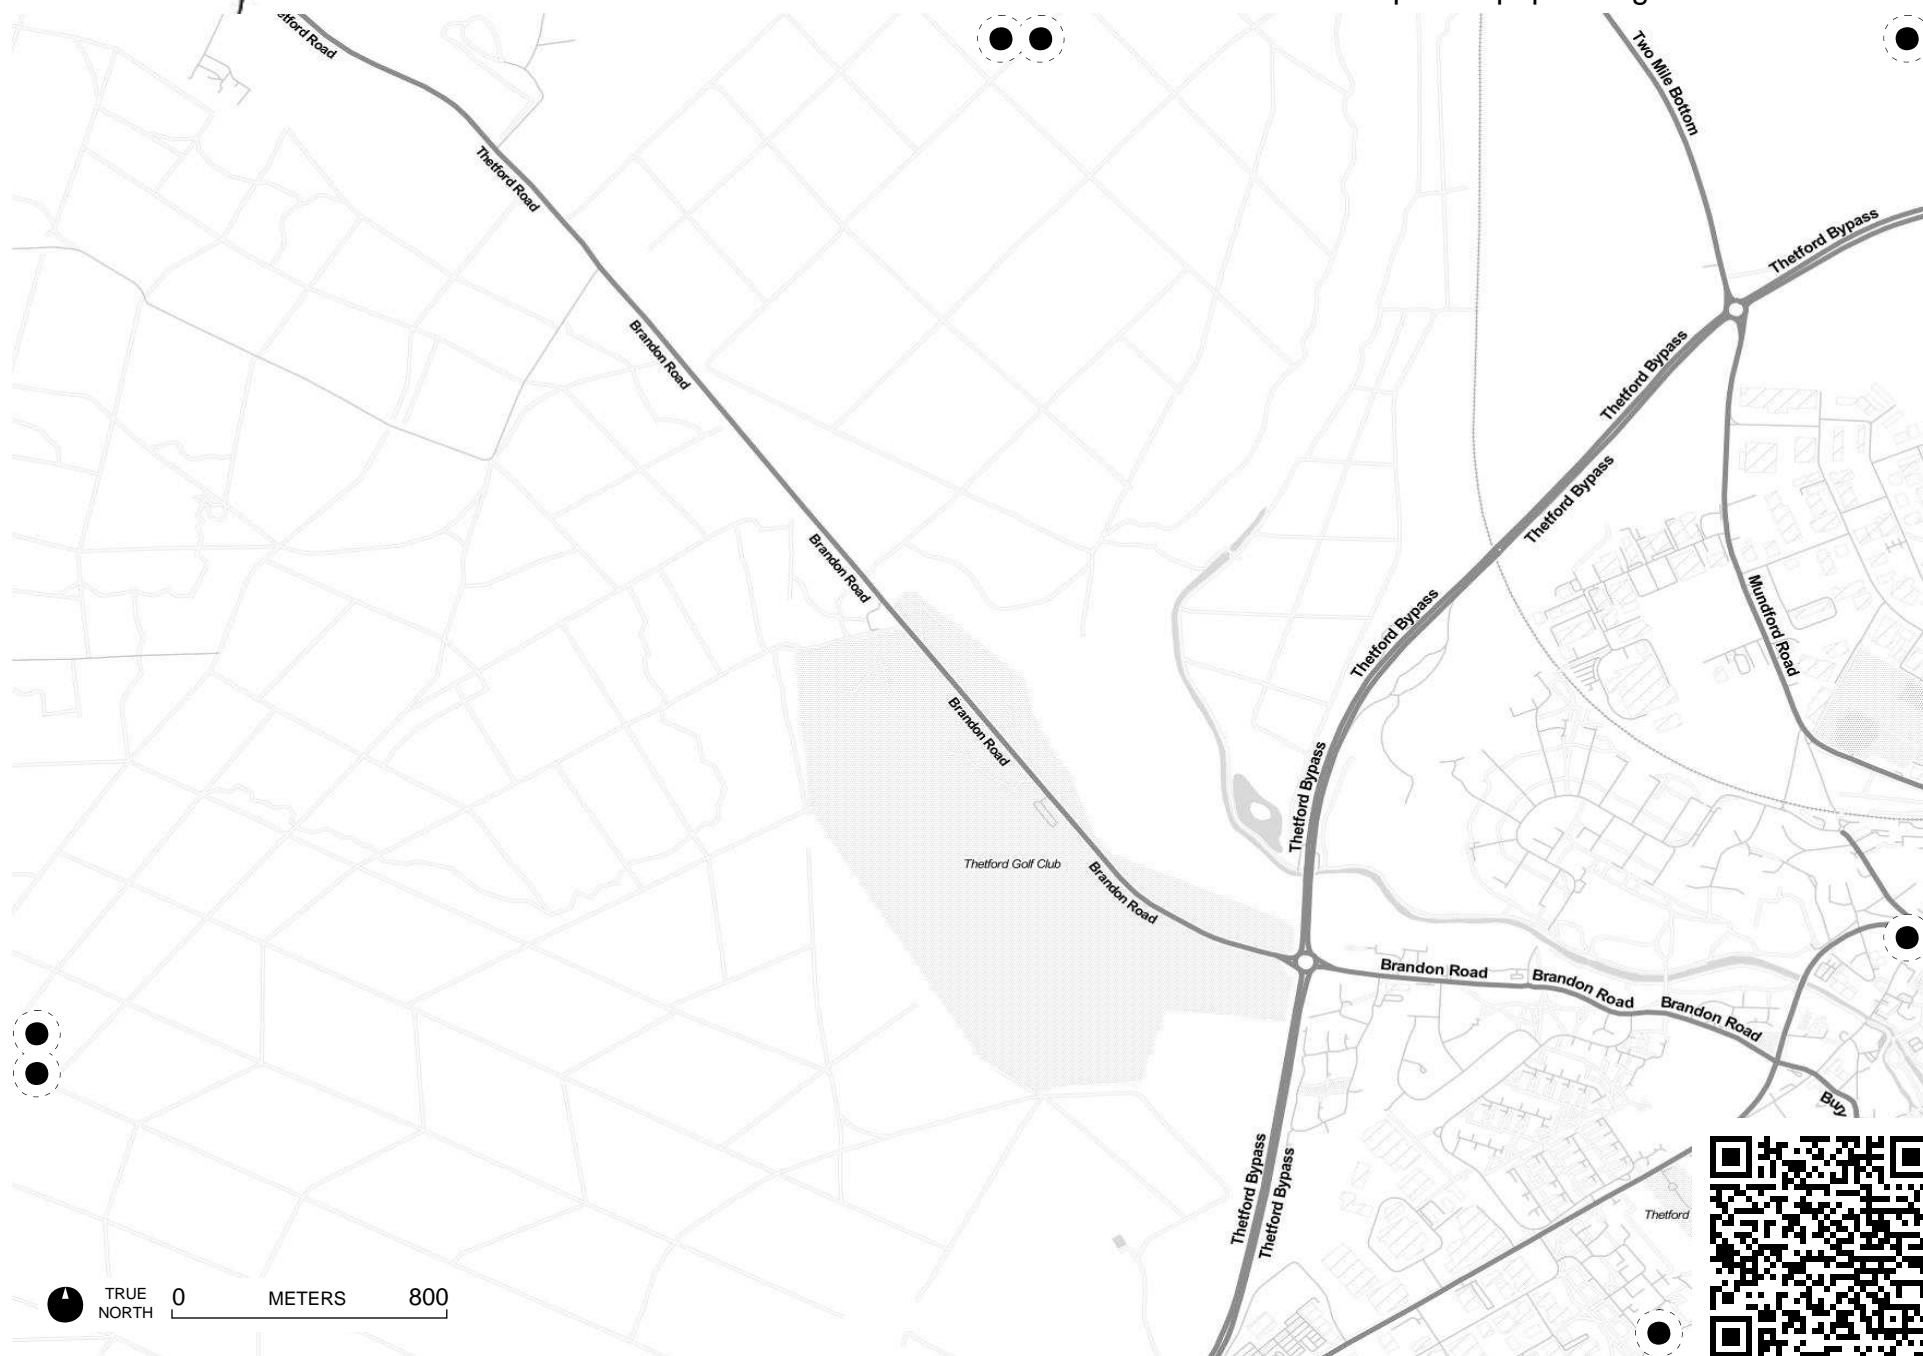 Thetford Road
Two Mile Bottom
Thetford Road
Thetford Bypass
Brandon Road
Thetford Bypass
Thetford Bypass
Brandon Road
Thetford Bypass
Mundford Road
Brandon Road
Thetford Bypass
Thetford Golf Club
Brandon Road
Brandon Road
Brandon Road
Brandon Road
Bury
Thetford Bypass
Thetford Bypass
Thetford
TRUE
NORTH
0 METERS 800